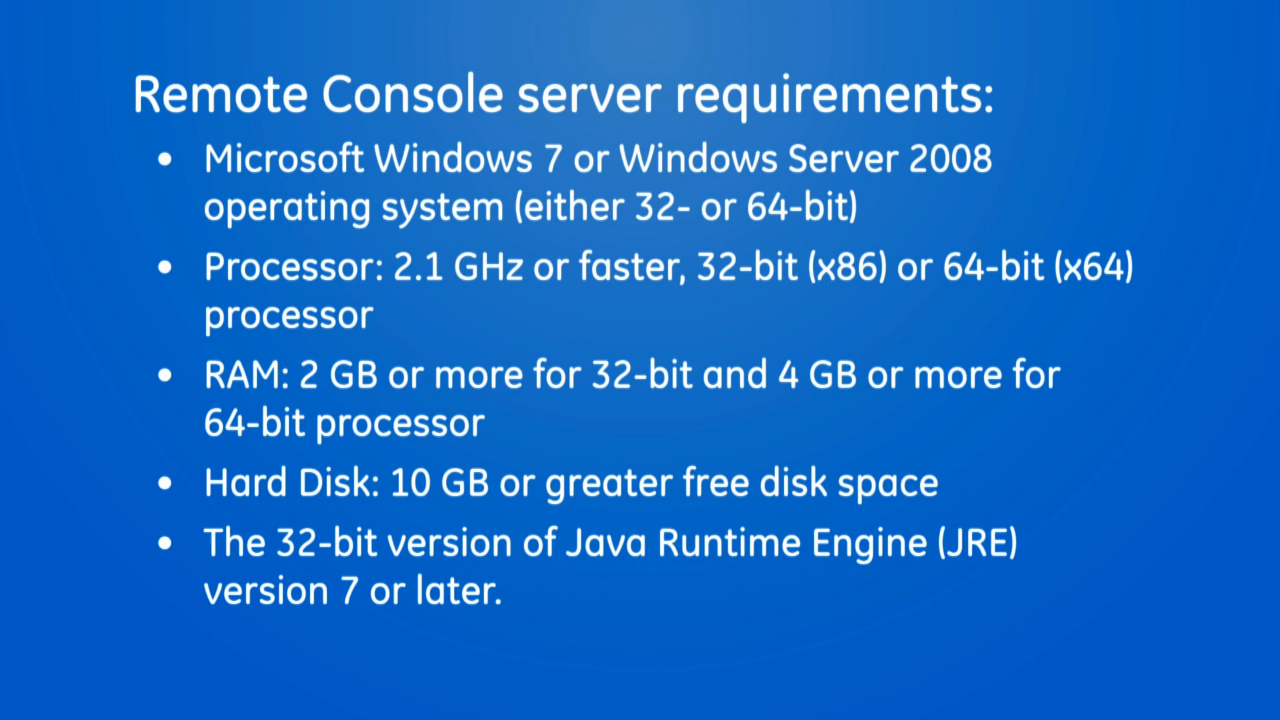 Remote Console server requirements:
• Microsoft Windows 7 or Windows Server 2008
operating system (either 32- or 64-bit)
• Processor: 2.1 GHz or faster, 32-bit (x86) or 64-bit (x64)
processor
• RAM: 2 GB or more for 32-bit and 4 GB or more for
64-bit processor
• Hard Disk: 10 GB or greater free disk space
• The 32-bit version of Java Runtime Engine (JRE)
version 7 or later.